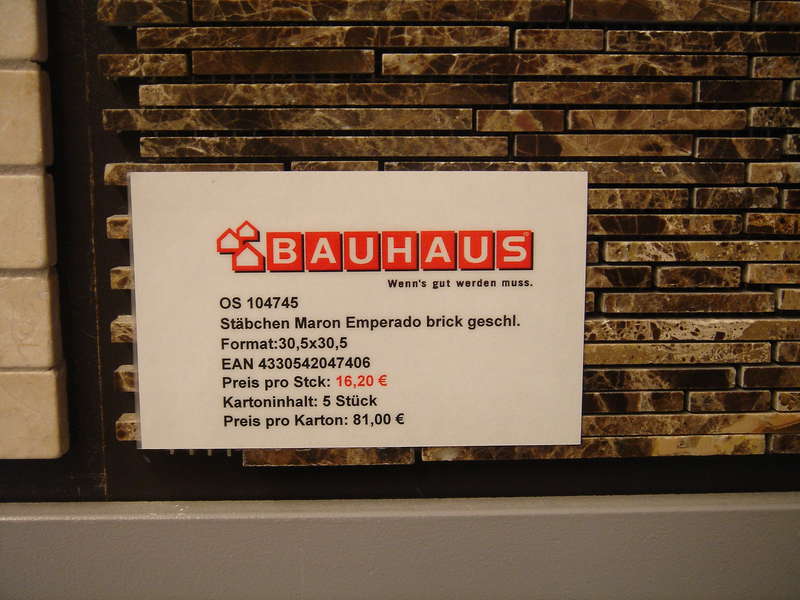 BAUHAUS®
Wenn's gut werden muss.
OS 104745
Stäbchen Maron Emperado brick geschl.
Format:30,5x30,5
EAN 4330542047406
Preis pro Stck: 16,20 €
Kartoninhalt: 5 Stück
Preis pro Karton: 81,00 €